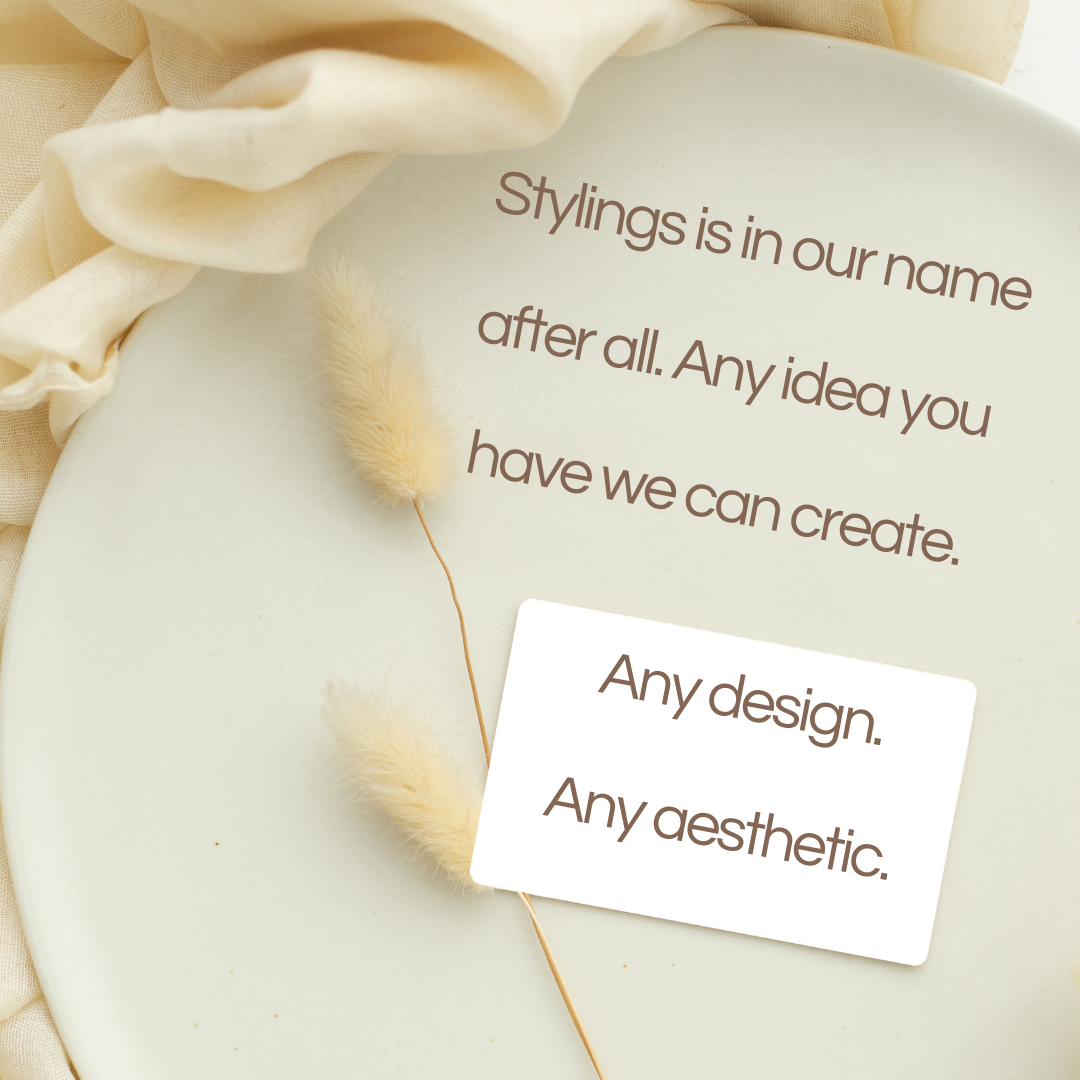 Stylings is in our name
after all. Any idea you
have we can create.
Any design.
Any aesthetic.